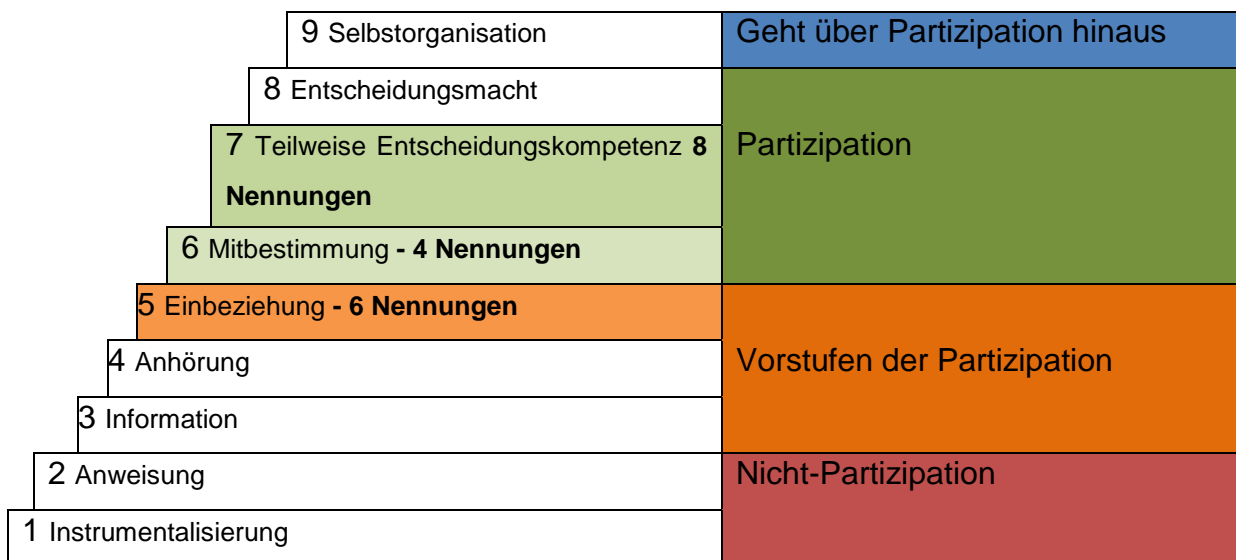 9 Selbstorganisation
Geht über Partizipation hinaus
8 Entscheidungsmacht
7 Teilweise Entscheidungskompetenz 8
Nennungen
Partizipation
6 Mitbestimmung - 4 Nennungen
5 Einbeziehung - 6 Nennungen
4 Anhörung
Vorstufen der Partizipation
3 Information
2 Anweisung
Nicht-Partizipation
1 Instrumentalisierung